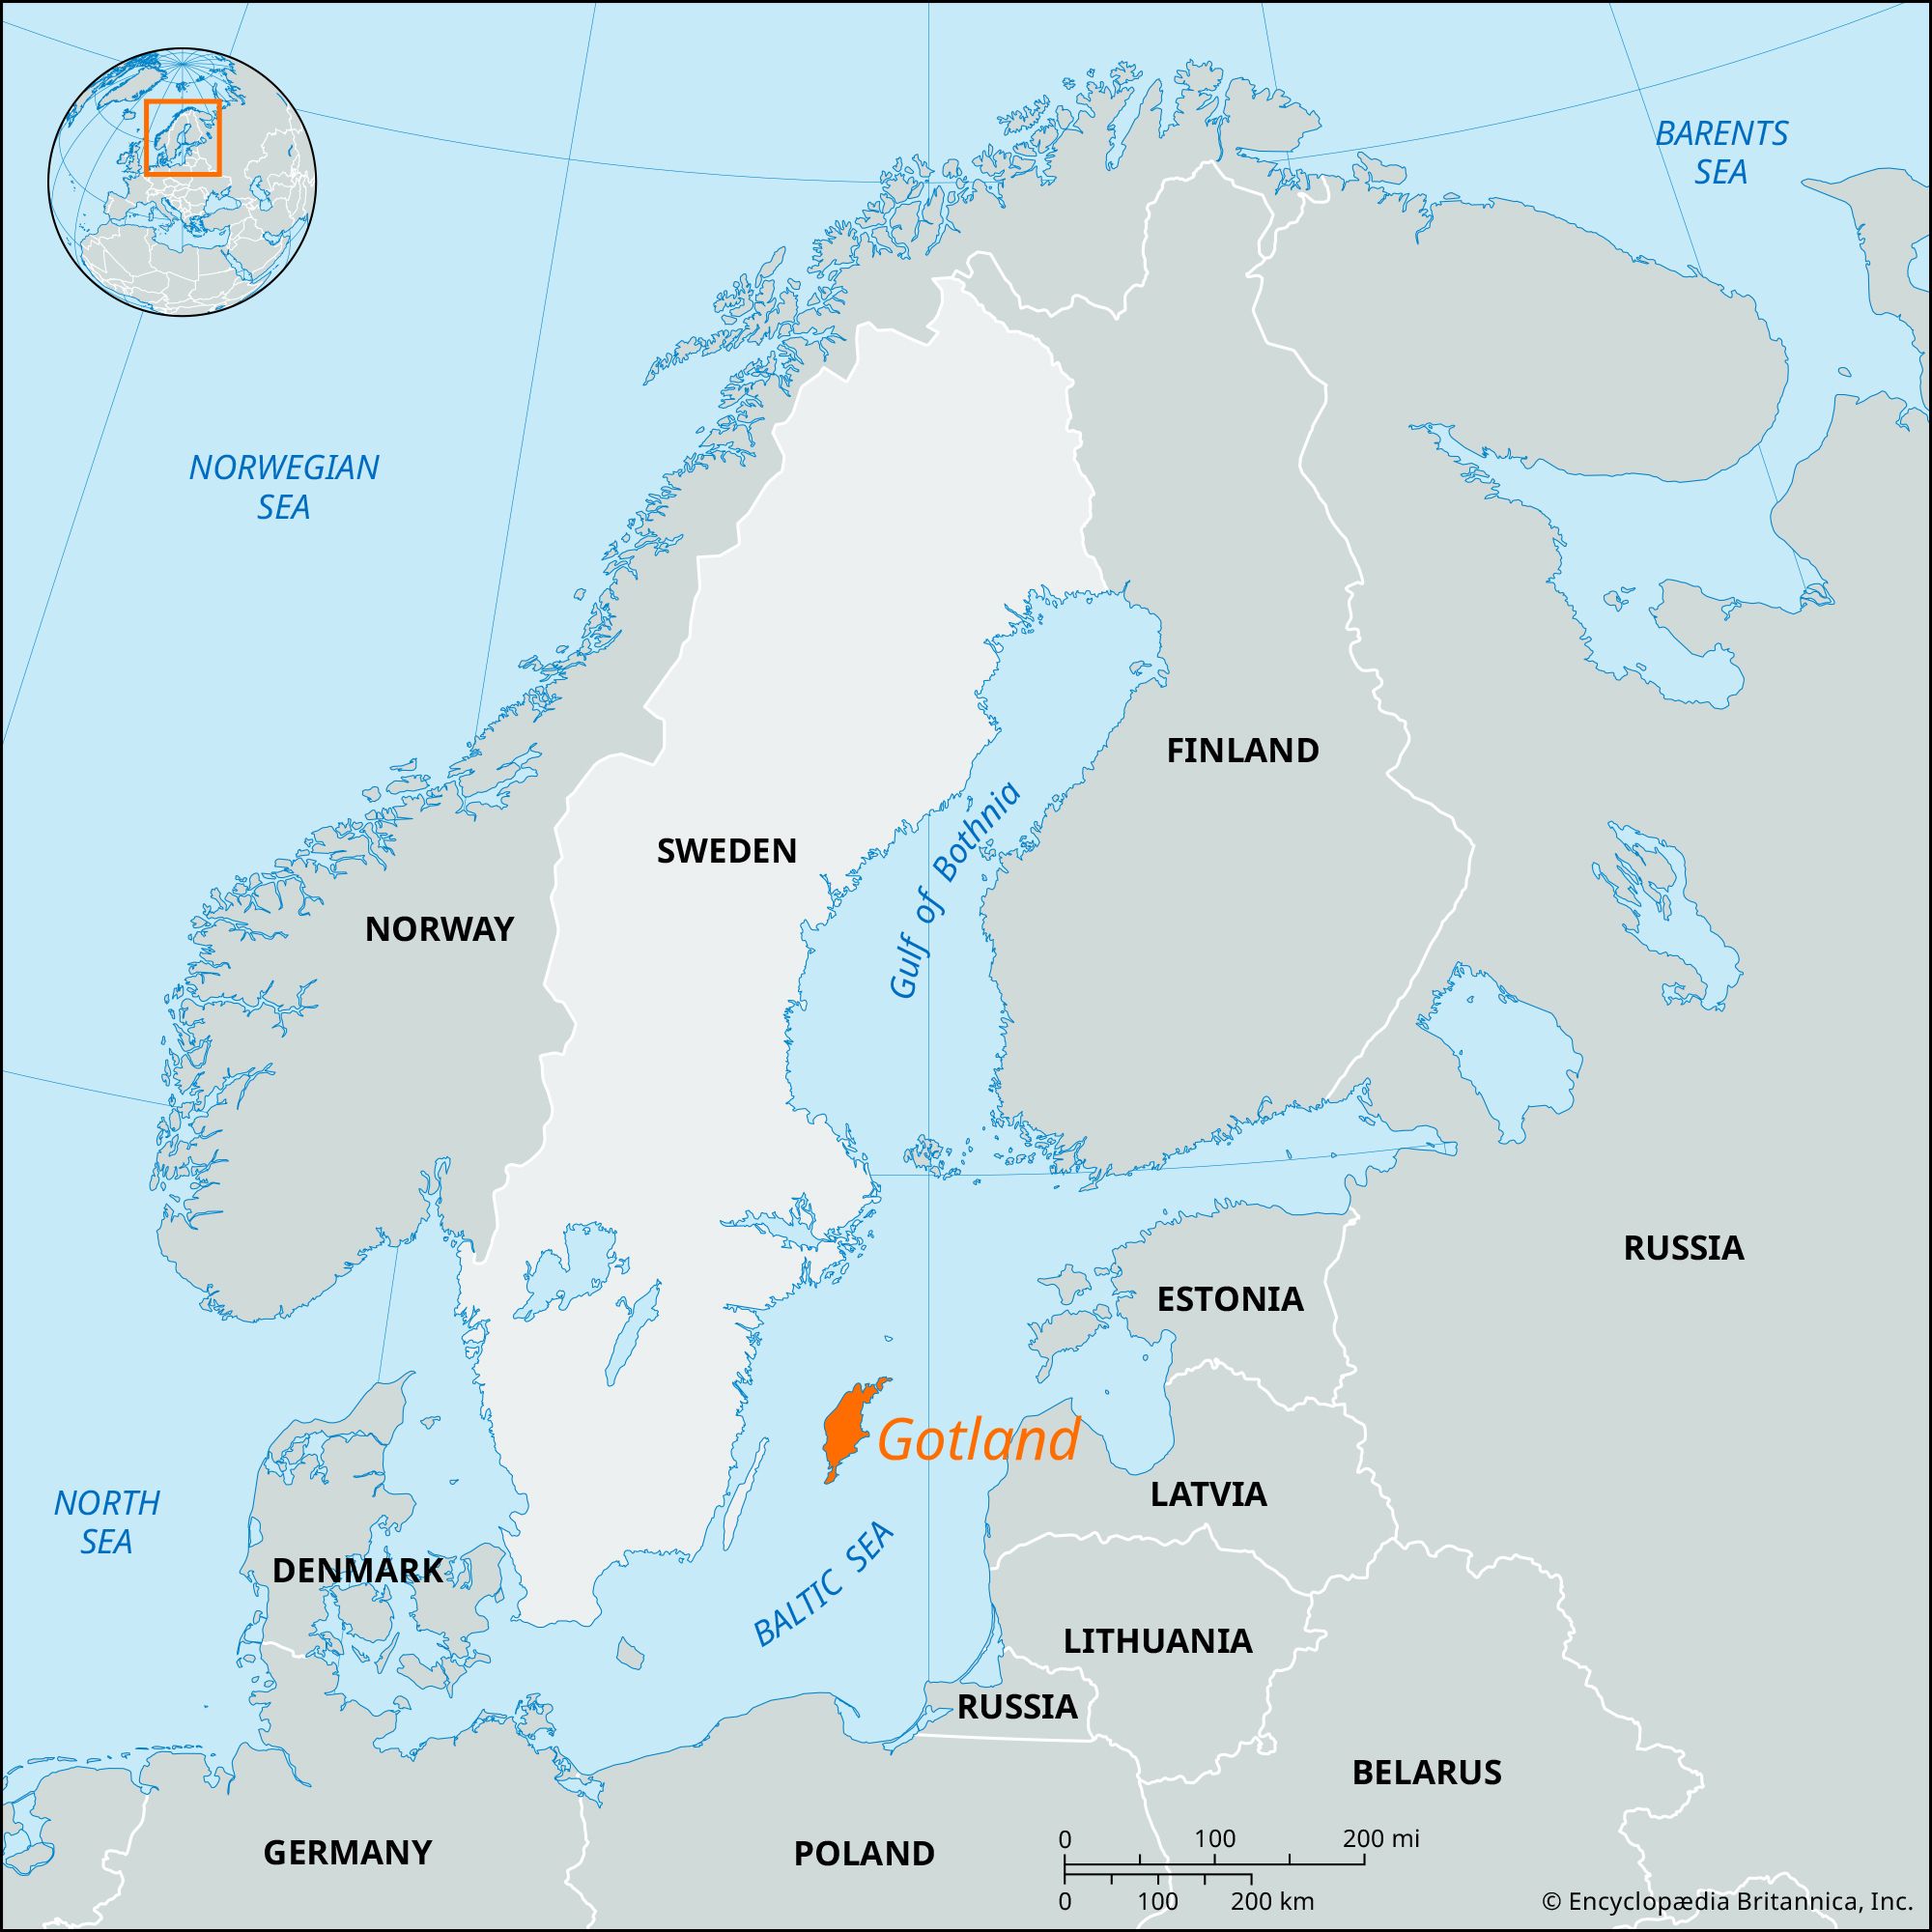 BARENTS
SEA
NORWEGIAN
SEA
FINLAND
Gulf of Bothnia
SWEDEN
NORWAY
RUSSIA
ESTONIA
Gotland
LATVIA
NORTH
SEA
DENMARK
BALTIC SEA
LITHUANIA
RUSSIA
BELARUS
GERMANY
POLAND
0 100 200 mi
0 100 200 km
© Encyclopædia Britannica, Inc.